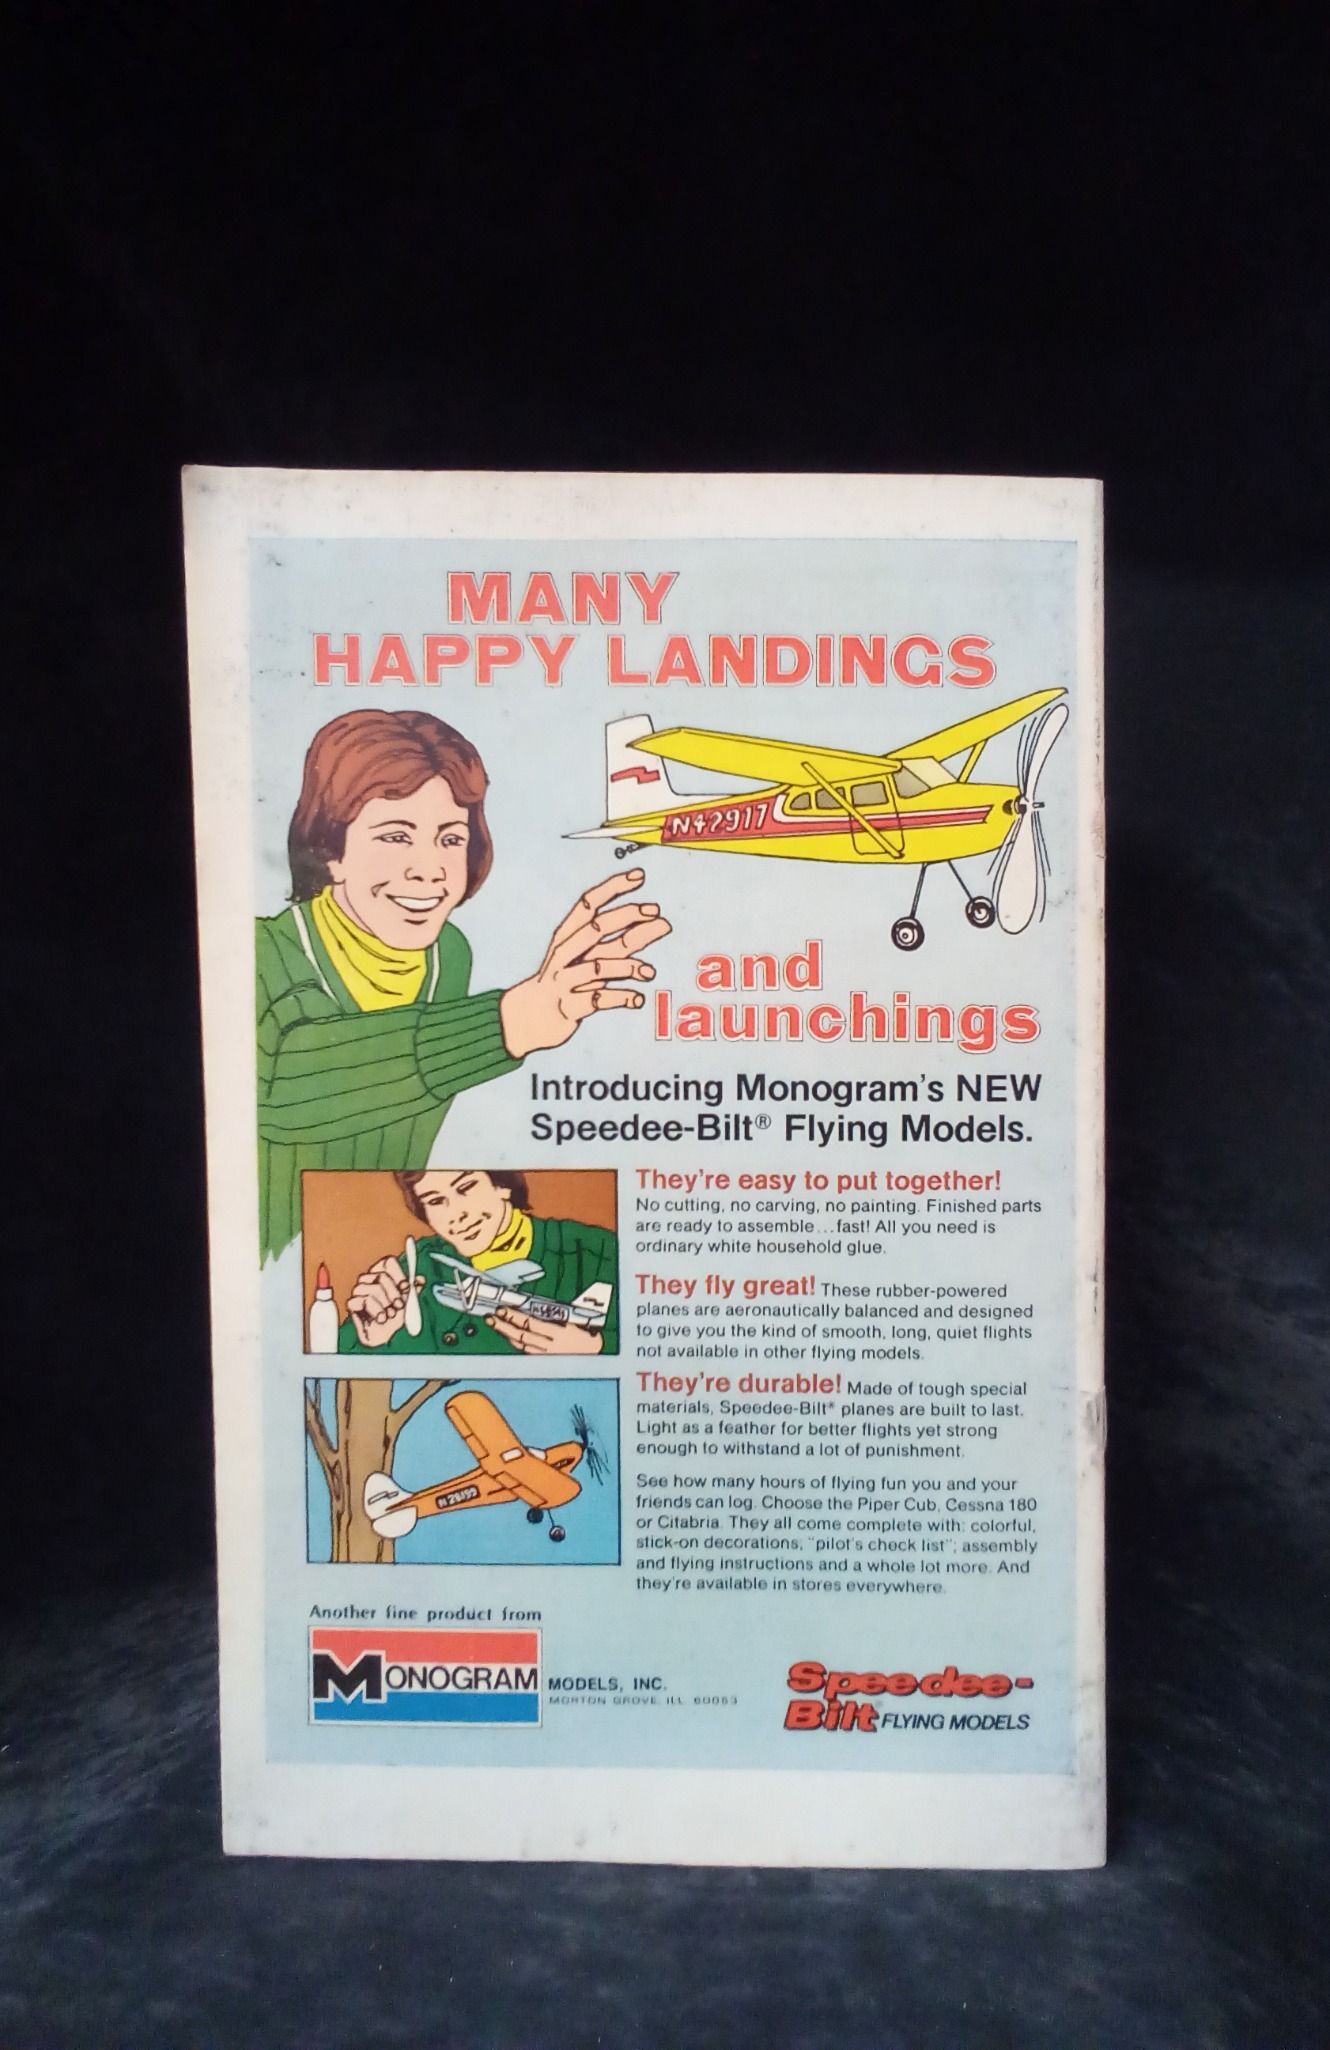 MANY
HAPPY LANDINGS
N42917
and
launchings
Introducing Monogram's NEW
Speedee-Bilt® Flying Models.
They're easy to put together!
No cutting, no carving, no painting. Finished parts
are ready to assemble...fast! All you need is
ordinary white household glue.
They fly great! These rubber-powered
planes are aeronautically balanced and designed
to give you the kind of smooth, long, quiet flights
not available in other flying models.
They're durable! Made of tough special
materials, Speedee-Bilt® planes are built to last.
Light as a feather for better flights yet strong
enough to withstand a lot of punishment.
N28199
See how many hours of flying fun you and your
friends can log. Choose the Piper Cub, Cessna 180
or Citabria. They all come complete with: colorful,
stick-on decorations, "pilot's check list"; assembly
and flying instructions and a whole lot more. And
they're available in stores everywhere.
Another fine product from
MONOGRAM MODELS, INC.
MORTON GROVE, ILL. 60053
Speedee-
Bilt® FLYING MODELS